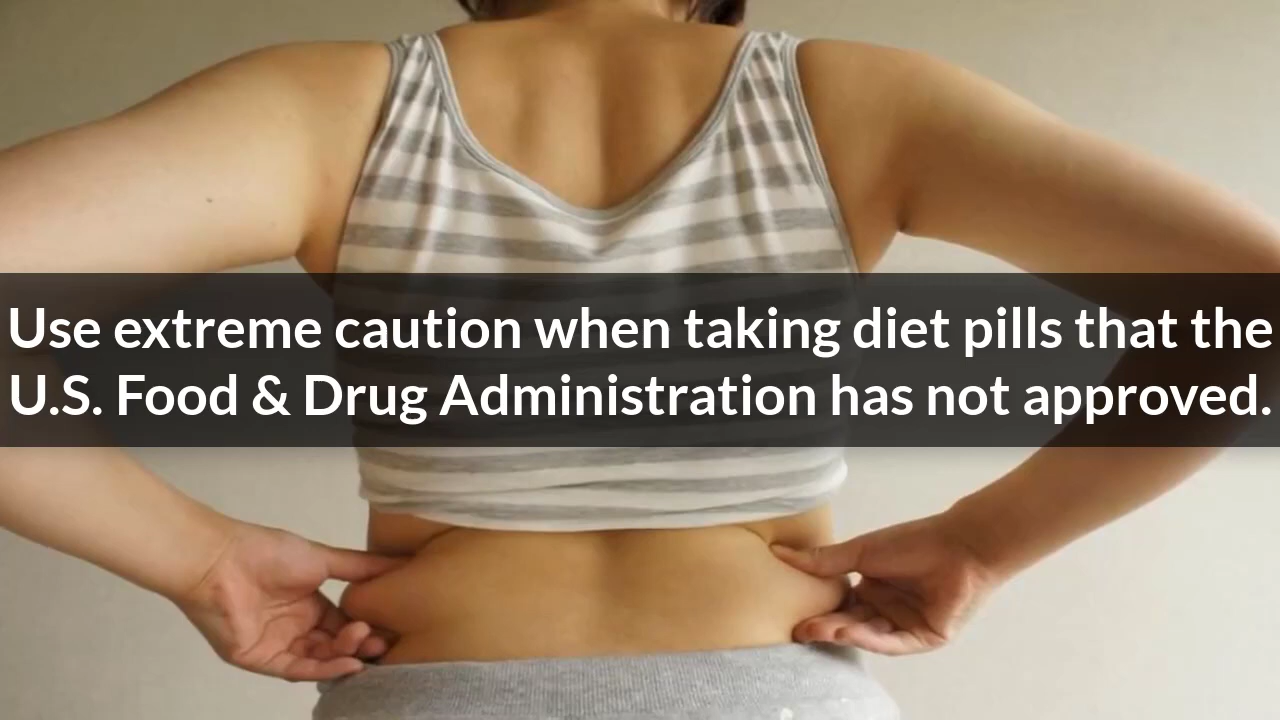 Use extreme caution when taking diet pills that the
U.S. Food & Drug Administration has not approved.